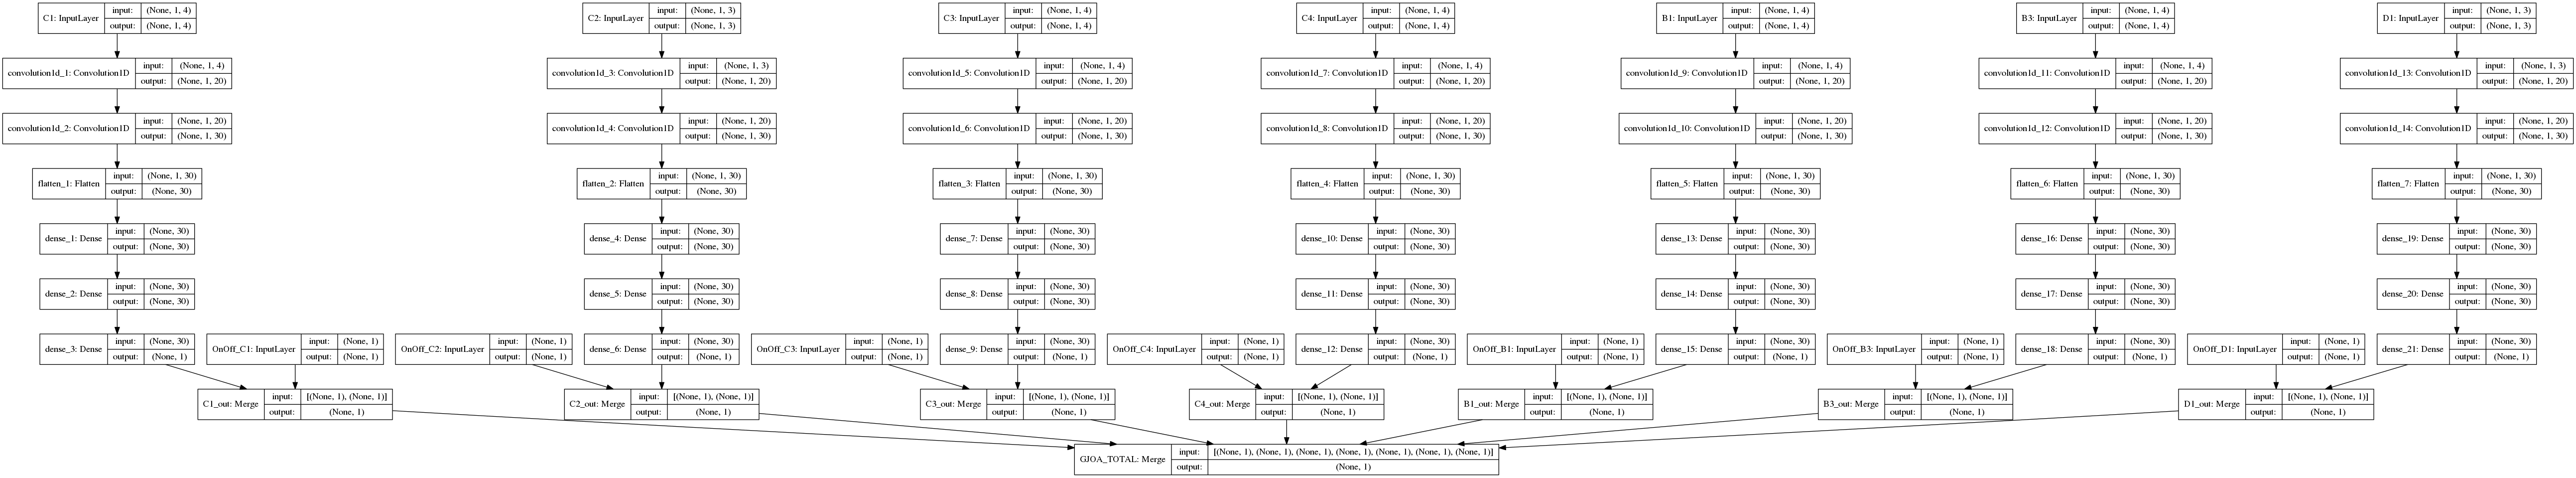 C1: InputLayer input: (None, 1, 4) output: (None, 1, 4)
C2: InputLayer input: (None, 1, 3) output: (None, 1, 3)
C3: InputLayer input: (None, 1, 4) output: (None, 1, 4)
C4: InputLayer input: (None, 1, 4) output: (None, 1, 4)
B1: InputLayer input: (None, 1, 4) output: (None, 1, 4)
B3: InputLayer input: (None, 1, 4) output: (None, 1, 4)
D1: InputLayer input: (None, 1, 3) output: (None, 1, 3)
convolution1d_1: Convolution1D input: (None, 1, 4) output: (None, 1, 20)
convolution1d_3: Convolution1D input: (None, 1, 3) output: (None, 1, 20)
convolution1d_5: Convolution1D input: (None, 1, 4) output: (None, 1, 20)
convolution1d_7: Convolution1D input: (None, 1, 4) output: (None, 1, 20)
convolution1d_9: Convolution1D input: (None, 1, 4) output: (None, 1, 20)
convolution1d_11: Convolution1D input: (None, 1, 4) output: (None, 1, 20)
convolution1d_13: Convolution1D input: (None, 1, 3) output: (None, 1, 20)
convolution1d_2: Convolution1D input: (None, 1, 20) output: (None, 1, 30)
convolution1d_4: Convolution1D input: (None, 1, 20) output: (None, 1, 30)
convolution1d_6: Convolution1D input: (None, 1, 20) output: (None, 1, 30)
convolution1d_8: Convolution1D input: (None, 1, 20) output: (None, 1, 30)
convolution1d_10: Convolution1D input: (None, 1, 20) output: (None, 1, 30)
convolution1d_12: Convolution1D input: (None, 1, 20) output: (None, 1, 30)
convolution1d_14: Convolution1D input: (None, 1, 20) output: (None, 1, 30)
flatten_1: Flatten input: (None, 1, 30) output: (None, 30)
flatten_2: Flatten input: (None, 1, 30) output: (None, 30)
flatten_3: Flatten input: (None, 1, 30) output: (None, 30)
flatten_4: Flatten input: (None, 1, 30) output: (None, 30)
flatten_5: Flatten input: (None, 1, 30) output: (None, 30)
flatten_6: Flatten input: (None, 1, 30) output: (None, 30)
flatten_7: Flatten input: (None, 1, 30) output: (None, 30)
dense_1: Dense input: (None, 30) output: (None, 30)
dense_4: Dense input: (None, 30) output: (None, 30)
dense_7: Dense input: (None, 30) output: (None, 30)
dense_10: Dense input: (None, 30) output: (None, 30)
dense_13: Dense input: (None, 30) output: (None, 30)
dense_16: Dense input: (None, 30) output: (None, 30)
dense_19: Dense input: (None, 30) output: (None, 30)
dense_2: Dense input: (None, 30) output: (None, 30)
dense_5: Dense input: (None, 30) output: (None, 30)
dense_8: Dense input: (None, 30) output: (None, 30)
dense_11: Dense input: (None, 30) output: (None, 30)
dense_14: Dense input: (None, 30) output: (None, 30)
dense_17: Dense input: (None, 30) output: (None, 30)
dense_20: Dense input: (None, 30) output: (None, 30)
dense_3: Dense input: (None, 30) output: (None, 1)
OnOff_C1: InputLayer input: (None, 1) output: (None, 1)
OnOff_C2: InputLayer input: (None, 1) output: (None, 1)
dense_6: Dense input: (None, 30) output: (None, 1)
OnOff_C3: InputLayer input: (None, 1) output: (None, 1)
dense_9: Dense input: (None, 30) output: (None, 1)
OnOff_C4: InputLayer input: (None, 1) output: (None, 1)
dense_12: Dense input: (None, 30) output: (None, 1)
OnOff_B1: InputLayer input: (None, 1) output: (None, 1)
dense_15: Dense input: (None, 30) output: (None, 1)
OnOff_B3: InputLayer input: (None, 1) output: (None, 1)
dense_18: Dense input: (None, 30) output: (None, 1)
OnOff_D1: InputLayer input: (None, 1) output: (None, 1)
dense_21: Dense input: (None, 30) output: (None, 1)
C1_out: Merge input: [(None, 1), (None, 1)] output: (None, 1)
C2_out: Merge input: [(None, 1), (None, 1)] output: (None, 1)
C3_out: Merge input: [(None, 1), (None, 1)] output: (None, 1)
C4_out: Merge input: [(None, 1), (None, 1)] output: (None, 1)
B1_out: Merge input: [(None, 1), (None, 1)] output: (None, 1)
B3_out: Merge input: [(None, 1), (None, 1)] output: (None, 1)
D1_out: Merge input: [(None, 1), (None, 1)] output: (None, 1)
GJOA_TOTAL: Merge input: [(None, 1), (None, 1), (None, 1), (None, 1), (None, 1), (None, 1), (None, 1)] output: (None, 1)